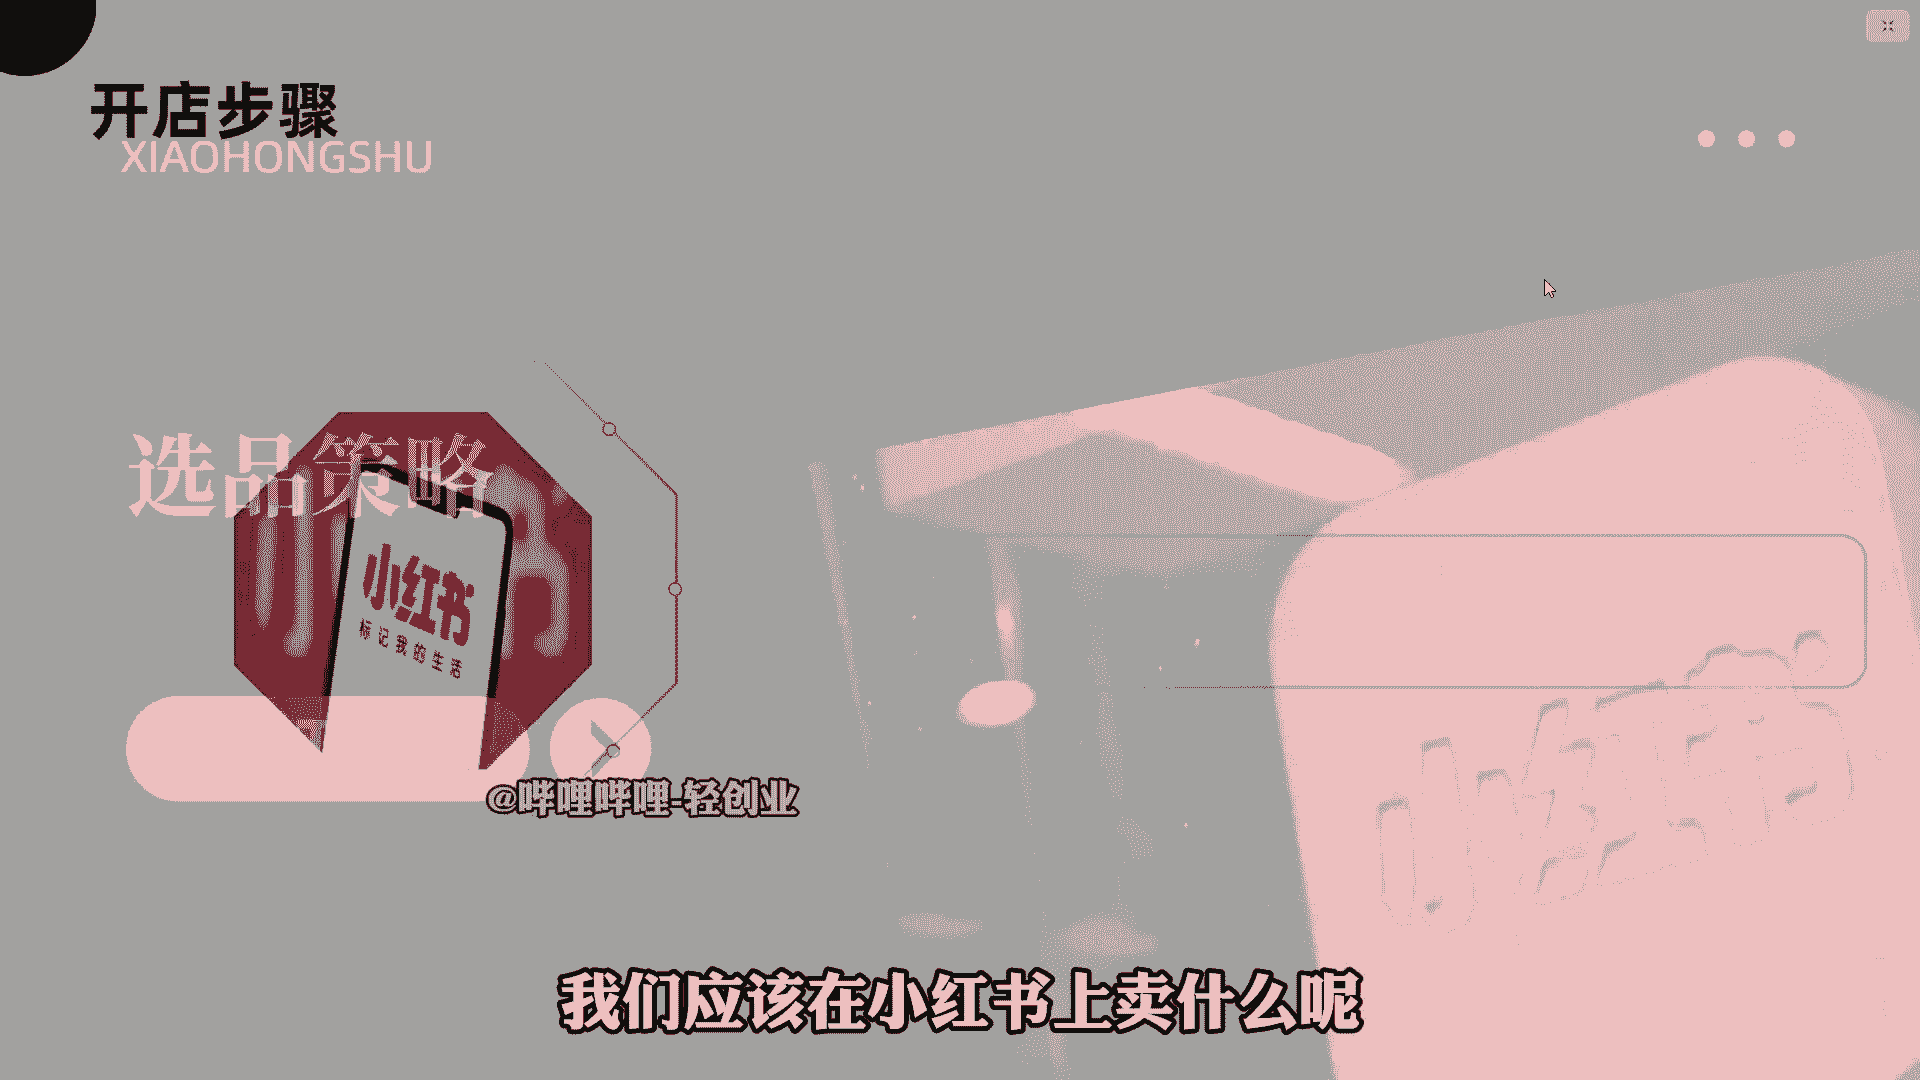 开店步骤
XIAOHONGSHU
选品策略
小红书
标记我的生活
@哔哩哔哩-轻创业
小红书
我们应该在小红书上卖什么呢